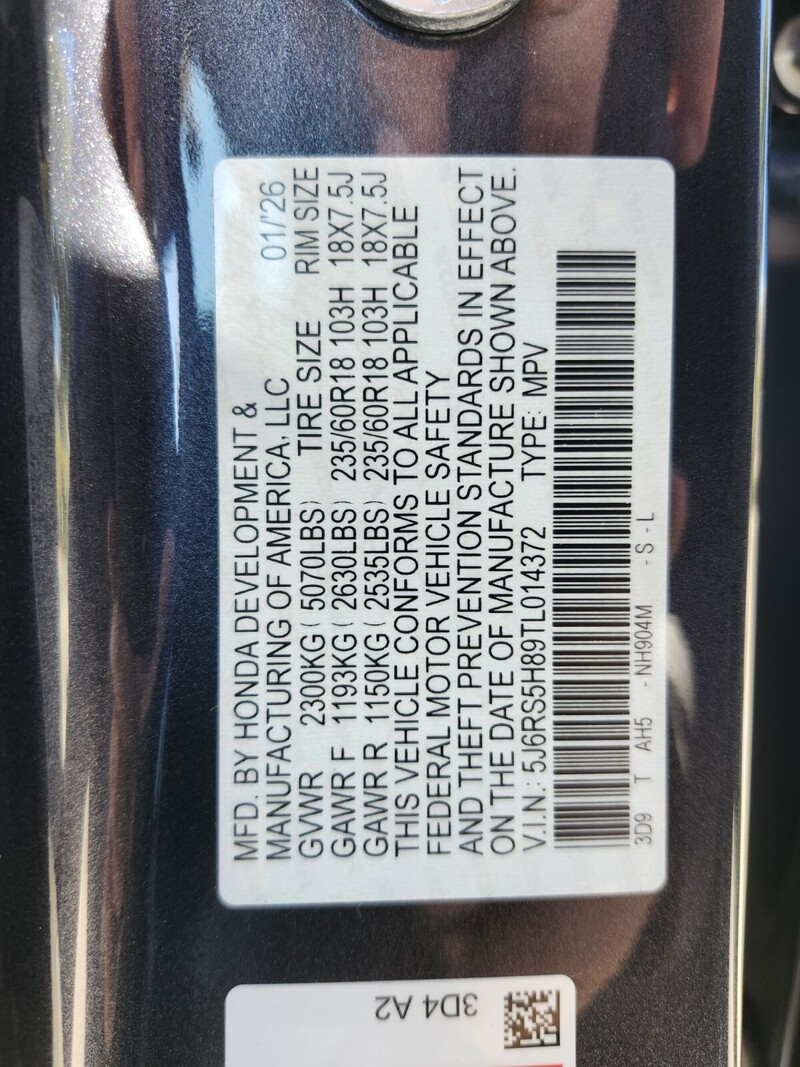 MFD. BY HONDA DEVELOPMENT &
MANUFACTURING OF AMERICA, LLC 01/'26
GVWR 2300KG ( 5070LBS) TIRE SIZE RIM SIZE
GAWR F 1193KG ( 2630LBS) 235/60R18 103H 18X7.5J
GAWR R 1150KG ( 2535LBS) 235/60R18 103H 18X7.5J
THIS VEHICLE CONFORMS TO ALL APPLICABLE
FEDERAL MOTOR VEHICLE SAFETY
AND THEFT PREVENTION STANDARDS IN EFFECT
ON THE DATE OF MANUFACTURE SHOWN ABOVE.
V.I.N.: 5J6RS5H89TL014372 TYPE: MPV
3D9 T AH5 -NH904M -S -L
3D4 A2